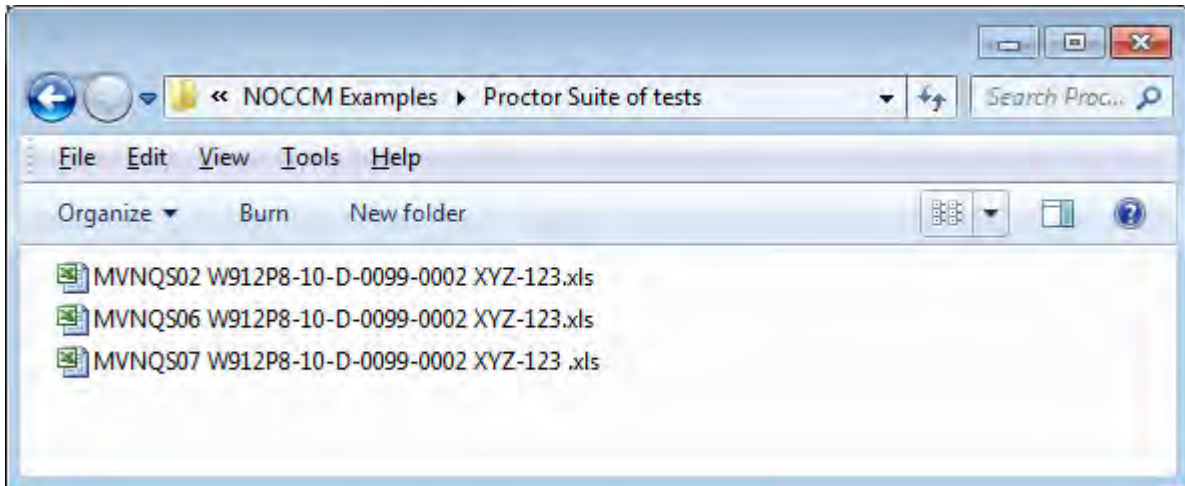 « NOCCM Examples ▸ Proctor Suite of tests Search Proc...
File Edit View Tools Help
Organize ▾ Burn New folder
MVNQS02 W912P8-10-D-0099-0002 XYZ-123.xls
MVNQS06 W912P8-10-D-0099-0002 XYZ-123.xls
MVNQS07 W912P8-10-D-0099-0002 XYZ-123 .xls